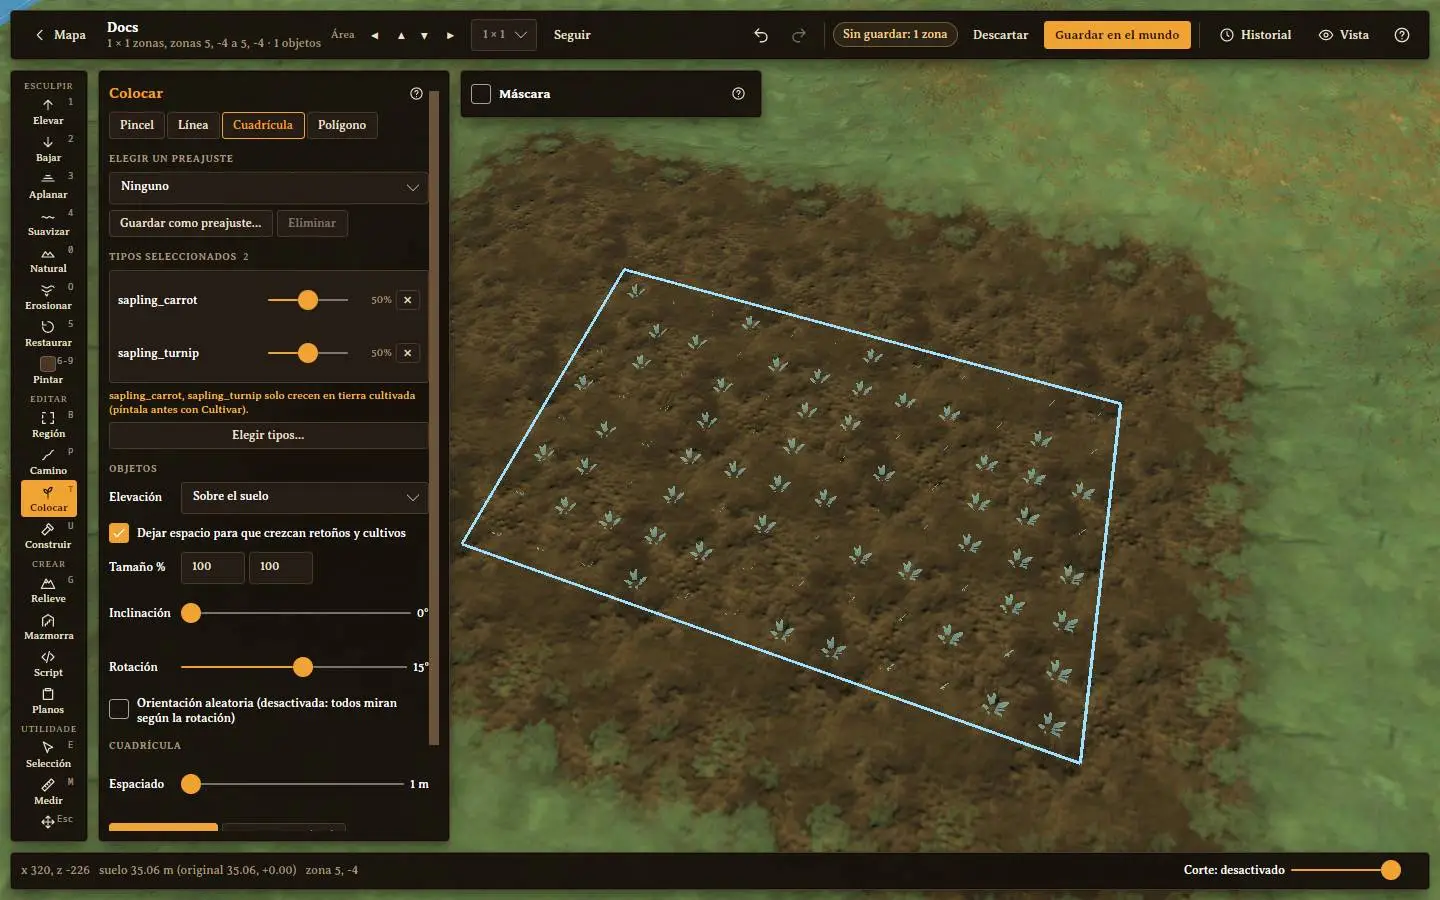 Mapa
Docs
1 × 1 zonas, zonas 5, -4 a 5, -4 · 1 objetos
Área
1 × 1
Seguir
Sin guardar: 1 zona
Descartar
Guardar en el mundo
Historial
Vista
ESCULPIR
1
Elevar
2
Bajar
3
Aplanar
4
Suavizar
0
Natural
O
Erosionar
5
Restaurar
6-9
Pintar
EDITAR
B
Región
P
Camino
T
Colocar
U
Construir
CREAR
G
Relieve
Mazmorra
Script
Planos
UTILIDADE
E
Selección
M
Medir
Esc
Colocar
Pincel
Línea
Cuadrícula
Polígono
ELEGIR UN PREAJUSTE
Ninguno
Guardar como preajuste...
Eliminar
TIPOS SELECCIONADOS 2
sapling_carrot
50%
sapling_turnip
50%
sapling_carrot, sapling_turnip solo crecen en tierra cultivada
(píntala antes con Cultivar).
Elegir tipos...
OBJETOS
Elevación
Sobre el suelo
Dejar espacio para que crezcan retoños y cultivos
Tamaño %
100
100
Inclinación
0°
Rotación
15°
Orientación aleatoria (desactivada: todos miran
según la rotación)
CUADRÍCULA
Espaciado
1 m
Máscara
x 320, z -226 suelo 35.06 m (original 35.06, +0.00) zona 5, -4
Corte: desactivado